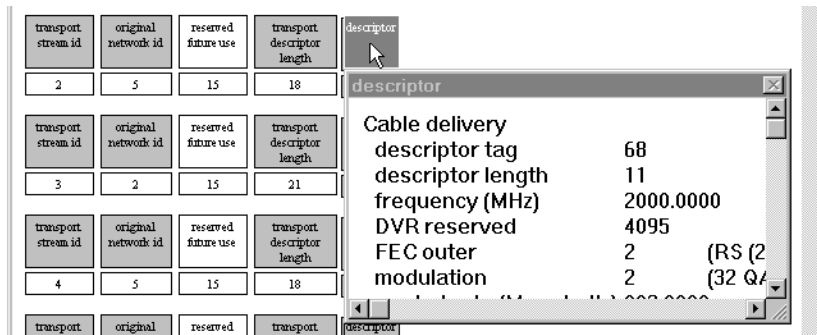 transport original reserved transport descriptor
stream id network id future use descriptor
length
2 5 15 18
descriptor
transport original reserved transport
stream id network id future use descriptor
length
3 2 15 21
transport original reserved transport
stream id network id future use descriptor
length
4 5 15 18
transport original reserved transport descriptor
Cable delivery
descriptor tag 68
descriptor length 11
frequency (MHz) 2000.0000
DVR reserved 4095
FEC outer 2 (RS (2
modulation 2 (32 QA